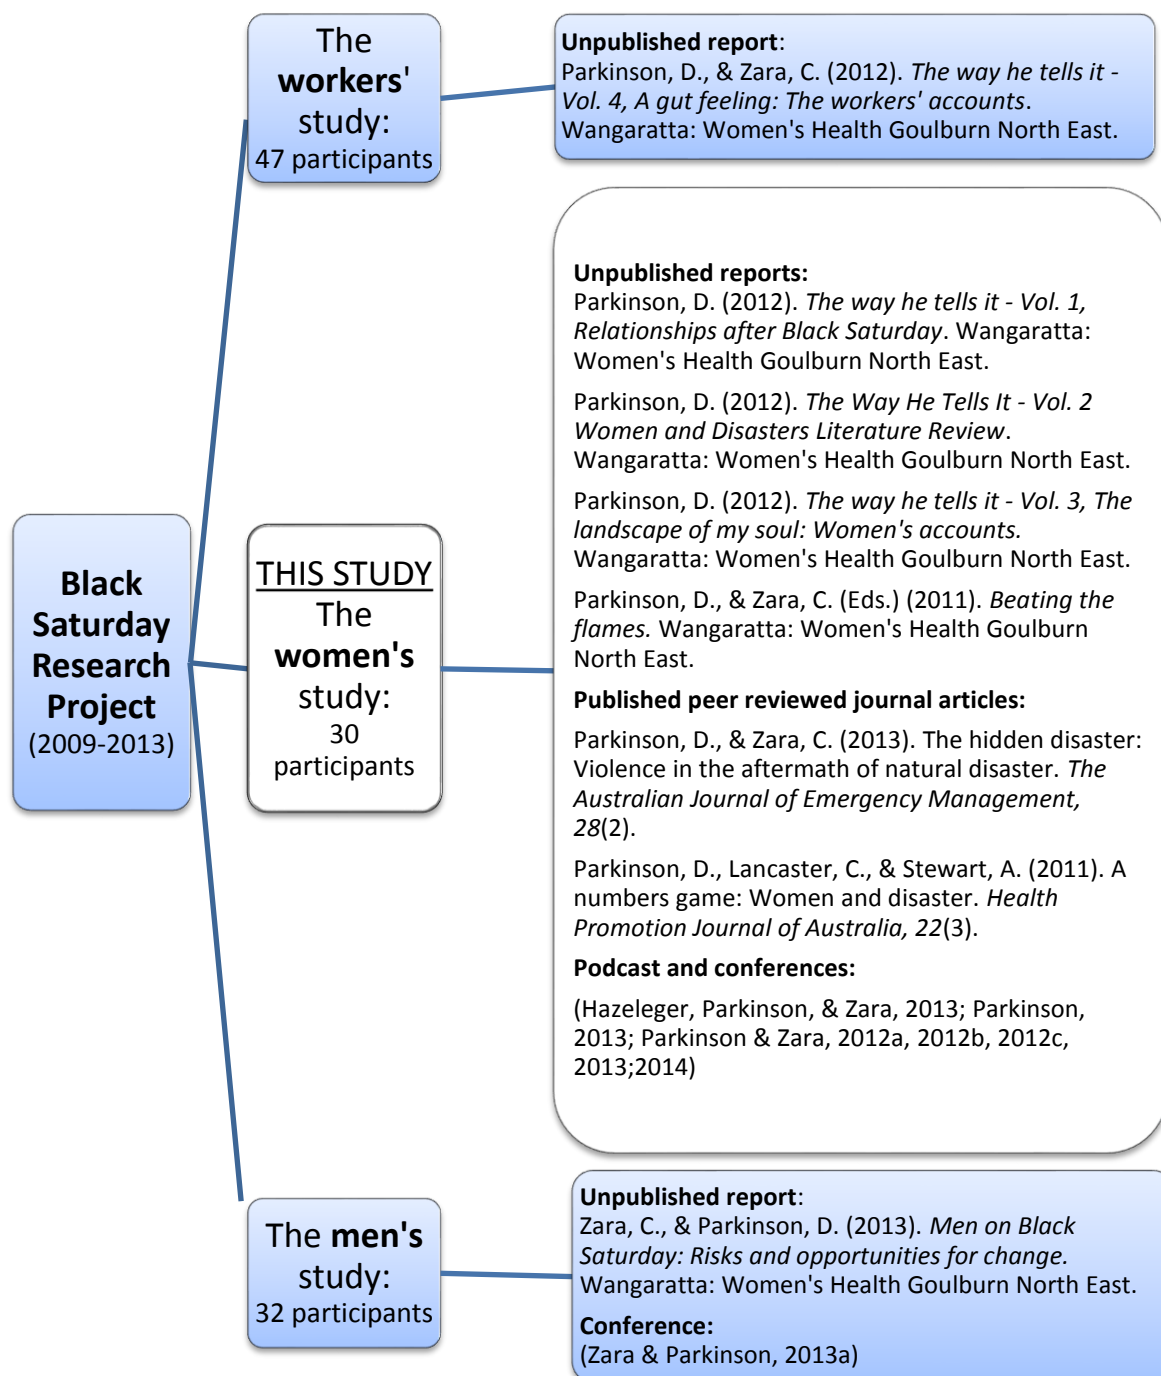 The
workers'
study:
47 participants
Unpublished report:
Parkinson, D., & Zara, C. (2012). The way he tells it -
Vol. 4, A gut feeling: The workers' accounts.
Wangaratta: Women's Health Goulburn North East.
Black
Saturday
Research
Project
(2009-2013)
THIS STUDY
The
women's
study:
30
participants
Unpublished reports:
Parkinson, D. (2012). The way he tells it - Vol. 1,
Relationships after Black Saturday. Wangaratta:
Women's Health Goulburn North East.
Parkinson, D. (2012). The Way He Tells It - Vol. 2
Women and Disasters Literature Review.
Wangaratta: Women's Health Goulburn North East.
Parkinson, D. (2012). The way he tells it - Vol. 3, The
landscape of my soul: Women's accounts.
Wangaratta: Women's Health Goulburn North East.
Parkinson, D., & Zara, C. (Eds.) (2011). Beating the
flames. Wangaratta: Women's Health Goulburn
North East.
Published peer reviewed journal articles:
Parkinson, D., & Zara, C. (2013). The hidden disaster:
Violence in the aftermath of natural disaster. The
Australian Journal of Emergency Management,
28(2).
Parkinson, D., Lancaster, C., & Stewart, A. (2011). A
numbers game: Women and disaster. Health
Promotion Journal of Australia, 22(3).
Podcast and conferences:
(Hazeleger, Parkinson, & Zara, 2013; Parkinson,
2013; Parkinson & Zara, 2012a, 2012b, 2012c,
2013;2014)
The men's
study:
32 participants
Unpublished report:
Zara, C., & Parkinson, D. (2013). Men on Black
Saturday: Risks and opportunities for change.
Wangaratta: Women's Health Goulburn North East.
Conference:
(Zara & Parkinson, 2013a)